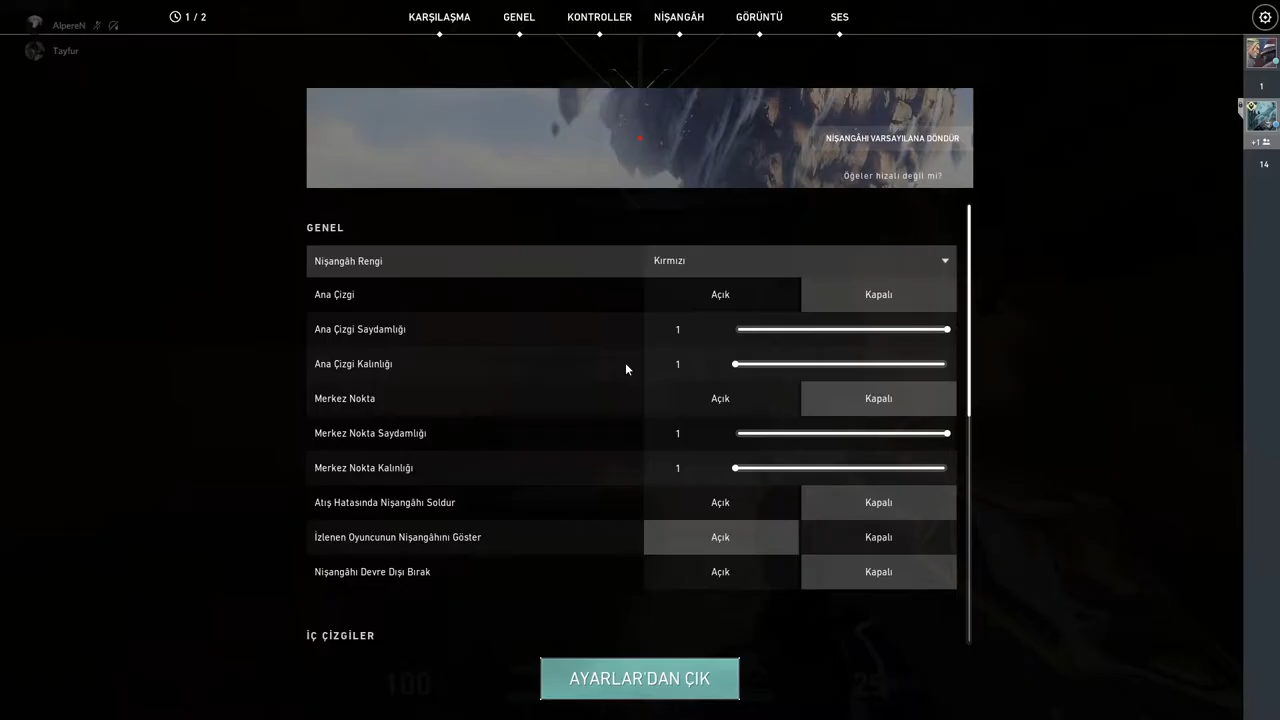 1 / 2
KARŞILAŞMA
GENEL
KONTROLLER
NİŞANGÂH
GÖRÜNTÜ
SES
AlpereN
Tayfur
1
+1
14
NİŞANGÂHI VARSAYILANA DÖNDÜR
Öğeler hizalı değil mi?
GENEL
Nişangâh Rengi Kırmızı
Ana Çizgi Açık Kapalı
Ana Çizgi Saydamlığı 1
Ana Çizgi Kalınlığı 1
Merkez Nokta Açık Kapalı
Merkez Nokta Saydamlığı 1
Merkez Nokta Kalınlığı 1
Atış Hatasında Nişangâhı Soldur Açık Kapalı
İzlenen Oyuncunun Nişangâhını Göster Açık Kapalı
Nişangâhı Devre Dışı Bırak Açık Kapalı
İÇ ÇİZGİLER
AYARLAR'DAN ÇIK
100
25